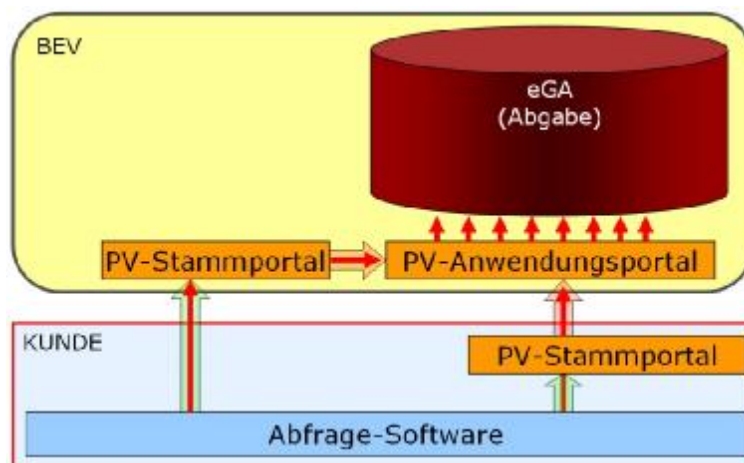 BEV
eGA
(Abgabe)
PV-Stammportal
PV-Anwendungsportal
KUNDE
PV-Stammportal
Abfrage-Software